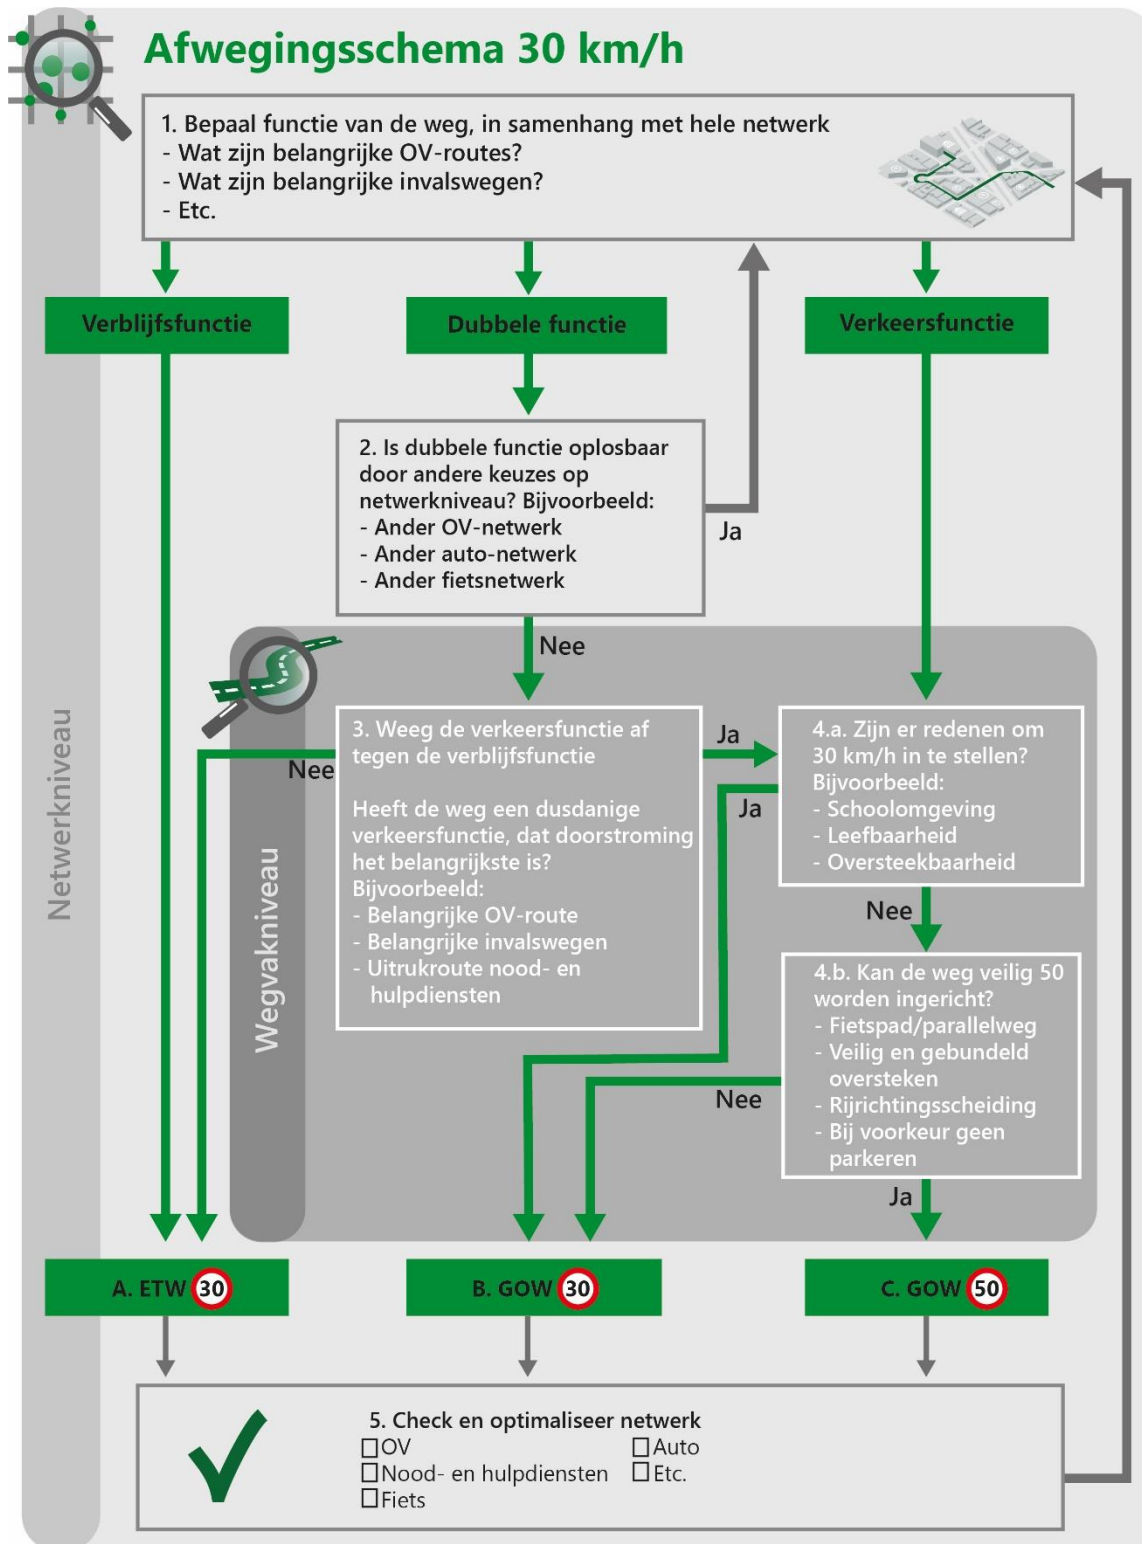 Afwegingsschema 30 km/h
1. Bepaal functie van de weg, in samenhang met hele netwerk
- Wat zijn belangrijke OV-routes?
- Wat zijn belangrijke invalswegen?
- Etc.
Verblijfsfunctie
Dubbele functie
Verkeersfunctie
2. Is dubbele functie oplosbaar
door andere keuzes op
netwerkniveau? Bijvoorbeeld:
- Ander OV-netwerk
- Ander auto-netwerk
- Ander fietsnetwerk
Ja
Nee
Netwerkniveau
Wegvakniveau
3. Weeg de verkeersfunctie af
tegen de verblijfsfunctie
Heeft de weg een dusdanige
verkeersfunctie, dat doorstroming
het belangrijkste is?
Bijvoorbeeld:
- Belangrijke OV-route
- Belangrijke invalswegen
- Uitrukroute nood- en
hulpdiensten
Nee
Ja
4.a. Zijn er redenen om
30 km/h in te stellen?
Bijvoorbeeld:
- Schoolomgeving
- Leefbaarheid
- Oversteekbaarheid
Ja
Nee
4.b. Kan de weg veilig 50
worden ingericht?
- Fietspad/parallelweg
- Veilig en gebundeld
oversteken
- Rijrichtingsscheiding
- Bij voorkeur geen
parkeren
Nee
Ja
A. ETW 30
B. GOW 30
C. GOW 50
5. Check en optimaliseer netwerk
OV
Nood- en hulpdiensten
Fiets
Auto
Etc.